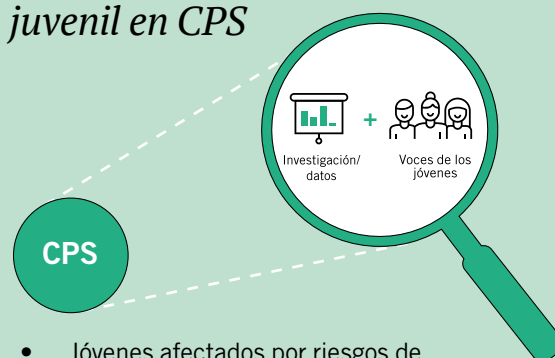 juvenil en CPS
Investigación/
datos
+
Voces de los
jóvenes
CPS
• Jóvenes afectados por riesgos de